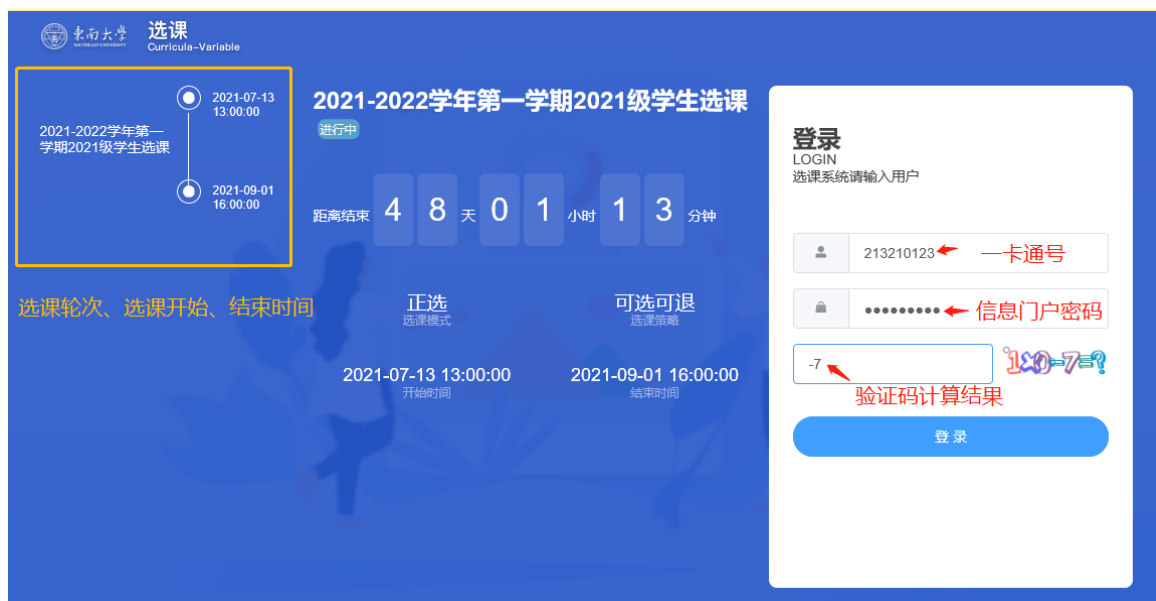 東南大學 选课
SOUTHEAST UNIVERSITY Curricula-Variable
2021-07-13
13:00:00
2021-2022学年第一
学期2021级学生选课
2021-09-01
16:00:00
选课轮次、选课开始、结束时间
2021-2022学年第一学期2021级学生选课
进行中
距离结束 4 8 天 0 1 小时 1 3 分钟
正选 可选可退
选课模式 选课策略
2021-07-13 13:00:00 2021-09-01 16:00:00
开始时间 结束时间
登录
LOGIN
选课系统请输入用户
213210123 一卡通号
●●●●●●●●● 信息门户密码
-7 1×0-7=?
验证码计算结果
登 录